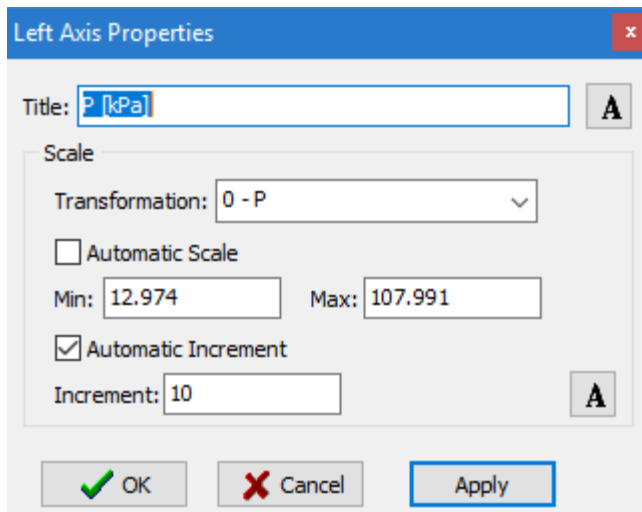 Left Axis Properties x
Title: P [kPa] A
Scale
Transformation: 0 - P
Automatic Scale
Min: 12.974 Max: 107.991
Automatic Increment
Increment: 10 A
OK Cancel Apply